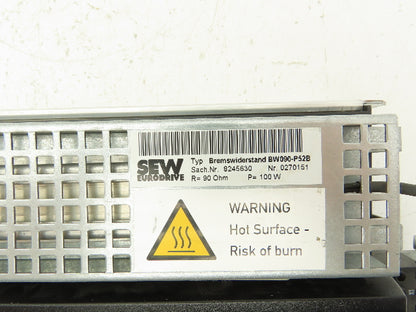 SEW
EURODRIVE
Typ Bremswiderstand BW090-P52B
Sach.Nr. 8245630 Nr. 0270151
R= 90 Ohm P= 100 W
WARNING
Hot Surface -
Risk of burn